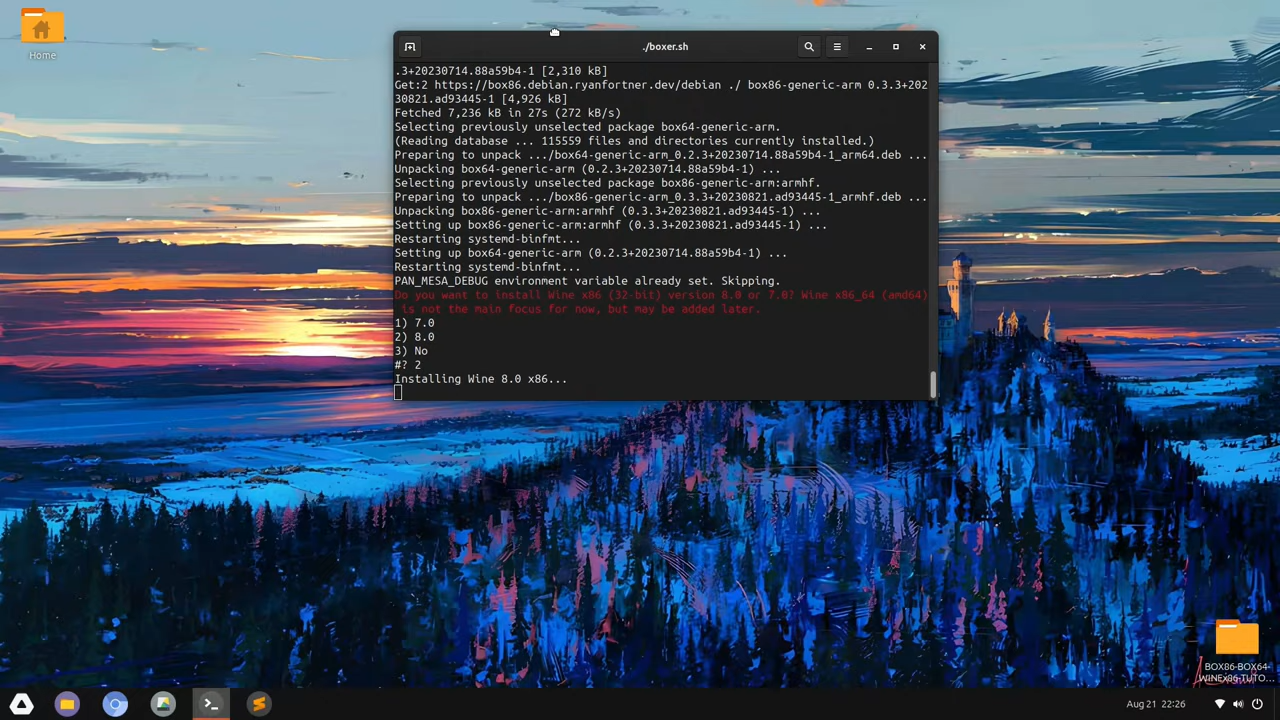 Home
./boxer.sh
.3+20230714.88a59b4-1 [2,310 kB]
Get:2 https://box86.debian.ryanfortner.dev/debian ./ box86-generic-arm 0.3.3+202
30821.ad93445-1 [4,926 kB]
Fetched 7,236 kB in 27s (272 kB/s)
Selecting previously unselected package box64-generic-arm.
(Reading database ... 115559 files and directories currently installed.)
Preparing to unpack .../box64-generic-arm_0.2.3+20230714.88a59b4-1_arm64.deb ...
Unpacking box64-generic-arm (0.2.3+20230714.88a59b4-1) ...
Selecting previously unselected package box86-generic-arm:armhf.
Preparing to unpack .../box86-generic-arm_0.3.3+20230821.ad93445-1_armhf.deb ...
Unpacking box86-generic-arm:armhf (0.3.3+20230821.ad93445-1) ...
Setting up box86-generic-arm:armhf (0.3.3+20230821.ad93445-1) ...
Restarting systemd-binfmt...
Setting up box64-generic-arm (0.2.3+20230714.88a59b4-1) ...
Restarting systemd-binfmt...
PAN_MESA_DEBUG environment variable already set. Skipping.
Do you want to install Wine x86 (32-bit) version 8.0 or 7.0? Wine x86_64 (amd64)
 is not the main focus for now, but may be added later.
1) 7.0
2) 8.0
3) No
#? 2
Installing Wine 8.0 x86...
BOX86-BOX64-
WINEX86-TUTO...
Aug 21 22:26